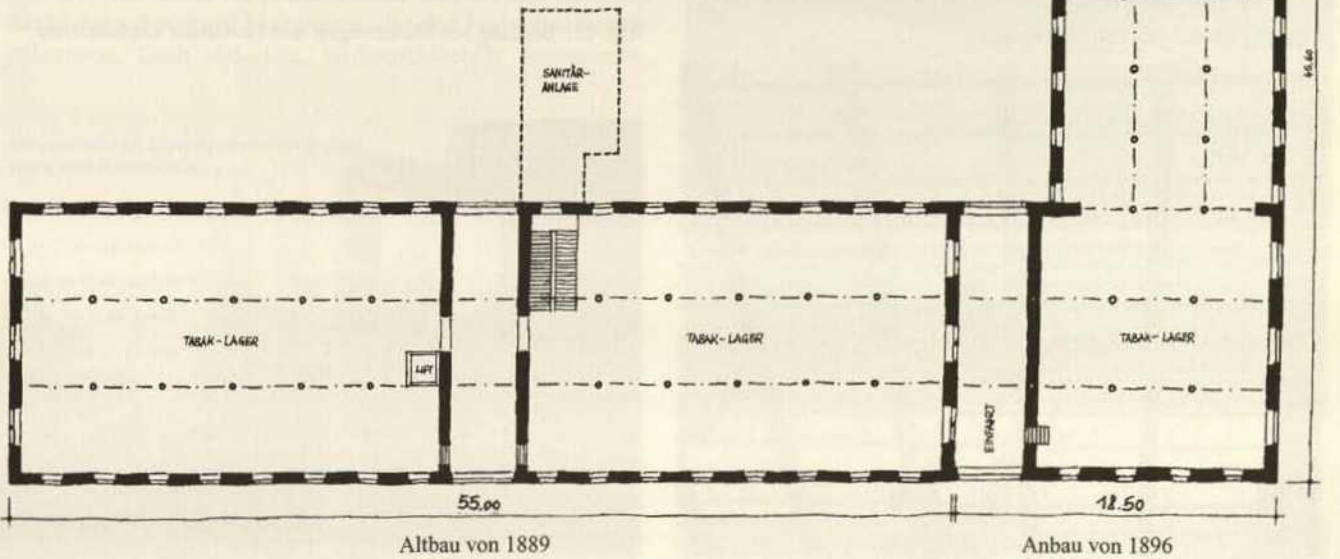 SANITÄR-
ANLAGE
TABAK-LAGER
LIFT
TABAK-LAGER
EINFAHRT
TABAK-LAGER
55.00
18.50
Altbau von 1889
Anbau von 1896